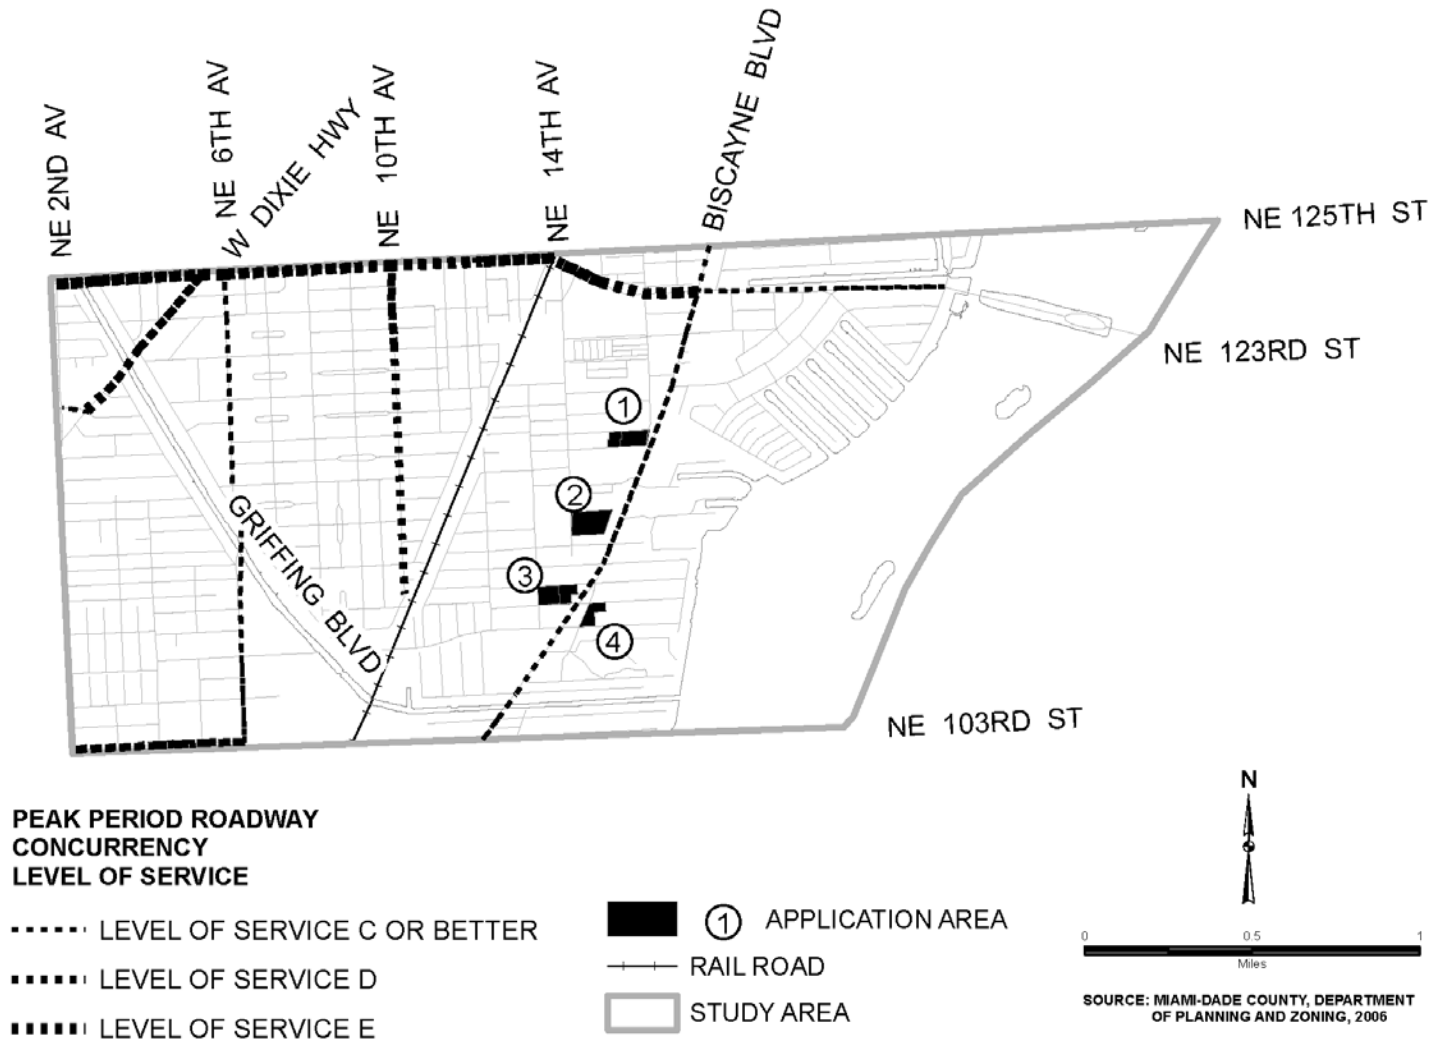 NE 2ND AV
NE 6TH AV
W DIXIE HWY
NE 10TH AV
NE 14TH AV
BISCAYNE BLVD
NE 125TH ST
NE 123RD ST
1
2
GRIFFING BLVD
3
4
NE 103RD ST
PEAK PERIOD ROADWAY
CONCURRENCY
LEVEL OF SERVICE
LEVEL OF SERVICE C OR BETTER
LEVEL OF SERVICE D
LEVEL OF SERVICE E
1 APPLICATION AREA
RAIL ROAD
STUDY AREA
N
0 0.5 1
Miles
SOURCE: MIAMI-DADE COUNTY, DEPARTMENT
OF PLANNING AND ZONING, 2006